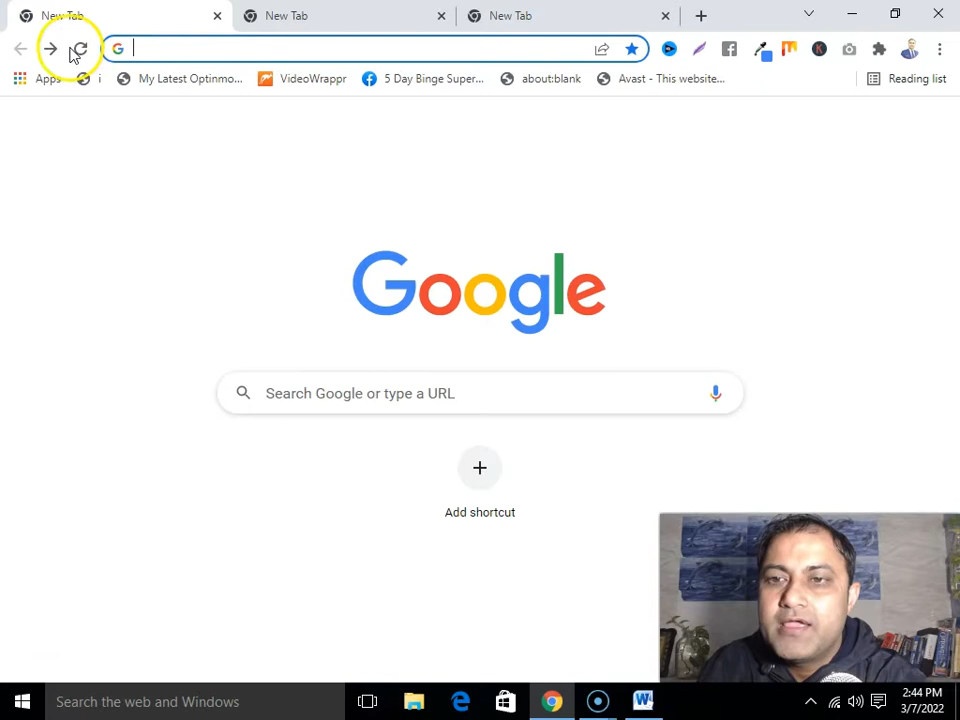 New Tab
New Tab
New Tab
Apps
i
My Latest Optinmo...
VideoWrappr
5 Day Binge Super...
about:blank
Avast - This website...
Reading list
Google
Search Google or type a URL
Add shortcut
Search the web and Windows
2:44 PM
3/7/2022